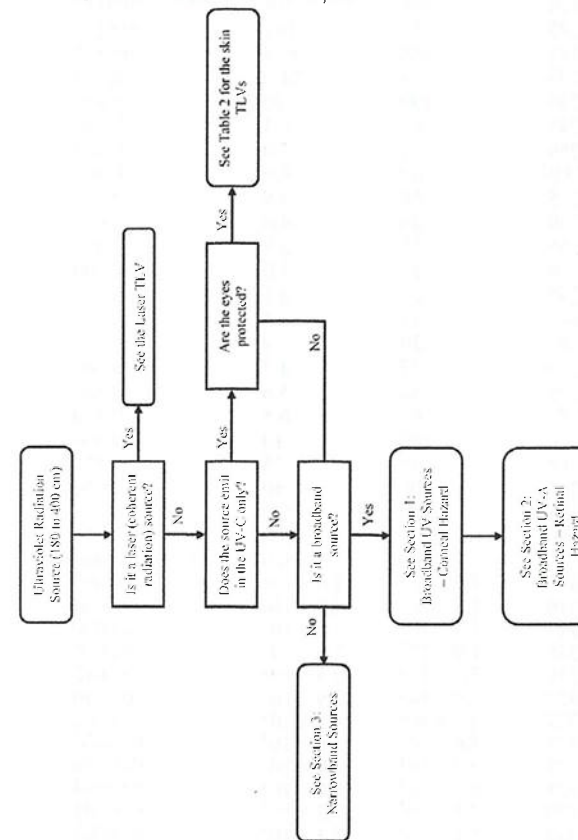 Ultraviolet Radiation
Source (180 to 400 cm)
Is it a laser (coherent
radiation) source?
Yes
See the Laser TLV
No
Does the source emit
in the UV-C only?
Yes
Are the eyes
protected?
Yes
See Table 2 for the skin
TLVs
No
No
Is it a broadband
source?
No
See Section 3:
Narrowband Sources
Yes
See Section 1:
Broadband UV Sources
– Corneal Hazard
See Section 2:
Broadband UV-A
Sources – Retinal
Hazard